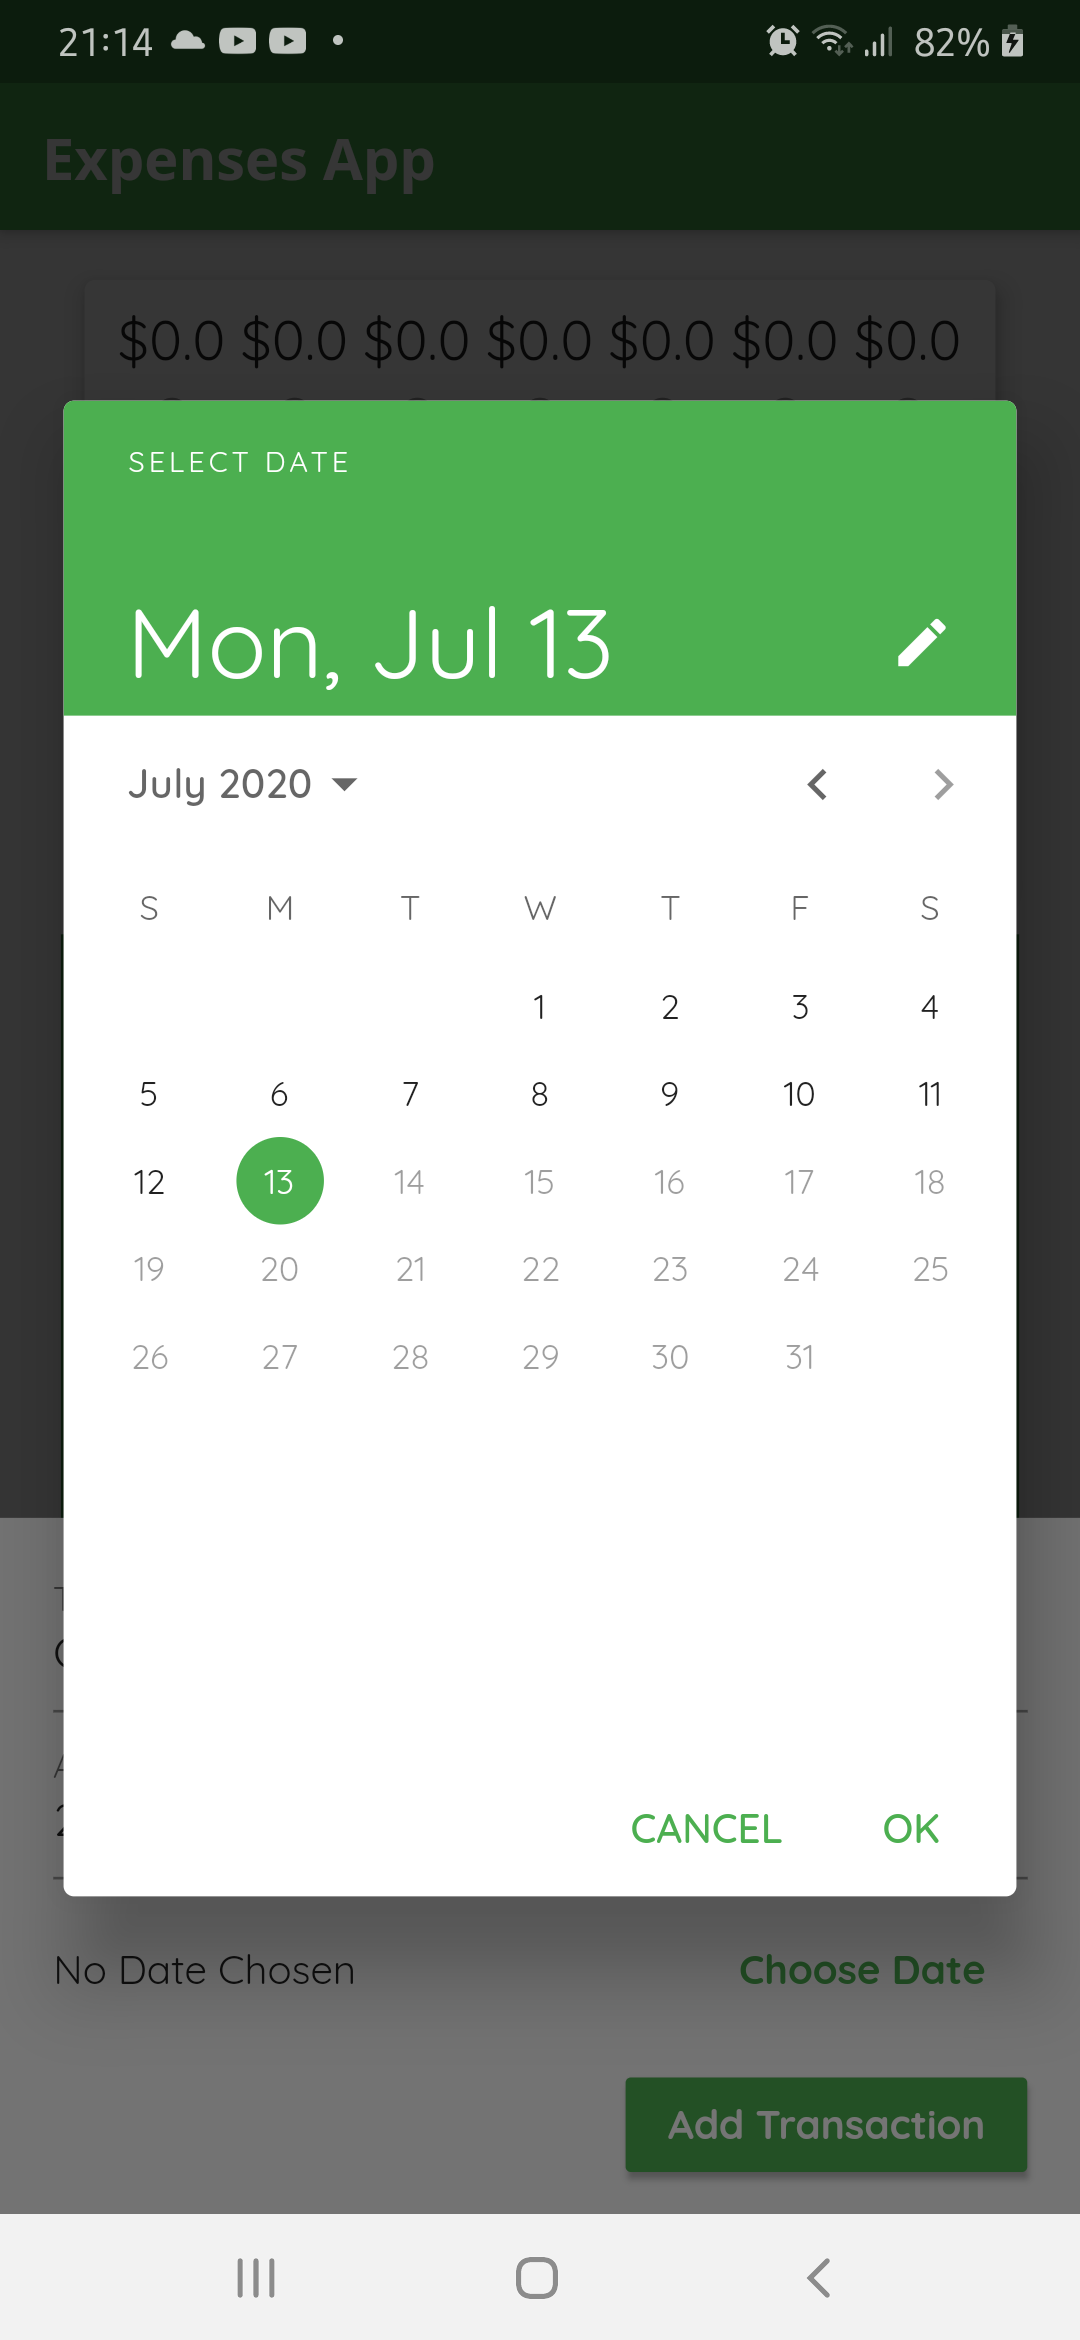 21:14 82%
Expenses App
$0.0 $0.0 $0.0 $0.0 $0.0 $0.0 $0.0
SELECT DATE
Mon, Jul 13
July 2020
S M T W T F S
1 2 3 4
5 6 7 8 9 10 11
12 13 14 15 16 17 18
19 20 21 22 23 24 25
26 27 28 29 30 31
CANCEL OK
No Date Chosen Choose Date
Add Transaction